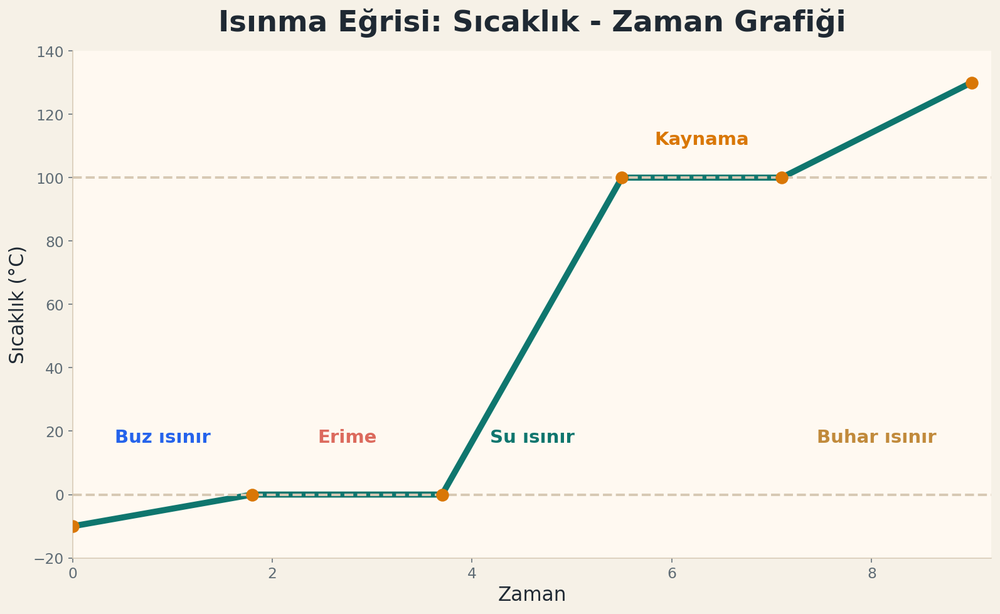 Isınma Eğrisi: Sıcaklık - Zaman Grafiği
140
120
100
80
60
40
20
0
−20
Sıcaklık (°C)
Kaynama
Buz ısınır
Erime
Su ısınır
Buhar ısınır
0
2
4
6
8
Zaman